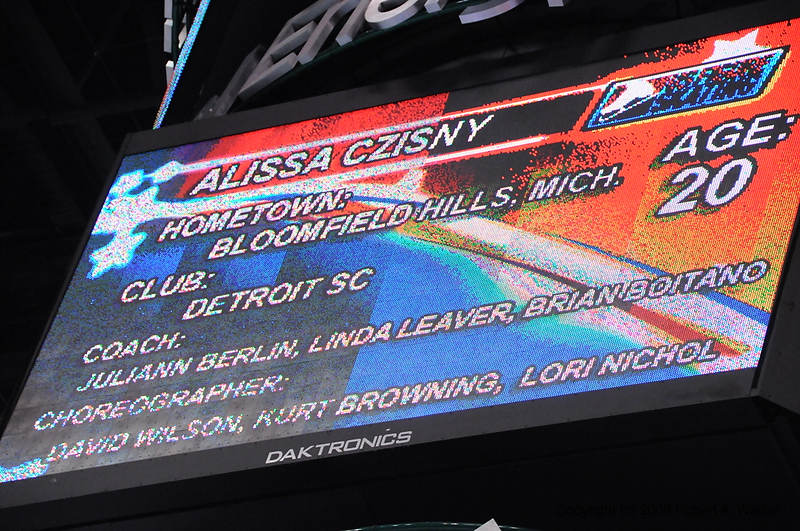 ALISSA CZISNY
AGE:
20
HOMETOWN:
BLOOMFIELD HILLS, MICH.
CLUB:
DETROIT SC
COACH:
JULIANN BERLIN, LINDA LEAVER, BRIAN BOITANO
CHOREOGRAPHER:
DAVID WILSON, KURT BROWNING, LORI NICHOL
DAKTRONICS